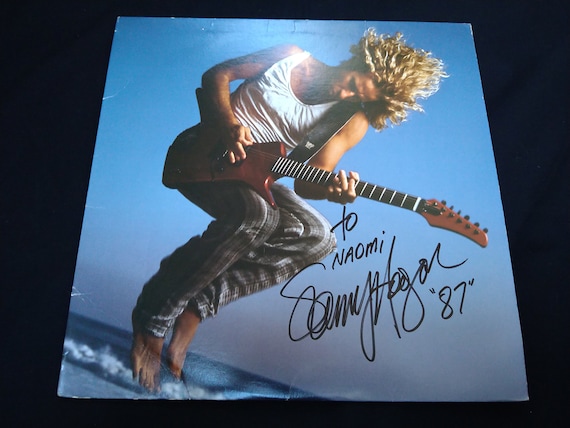 to
NAOMI
Sammy Hagar
"87"